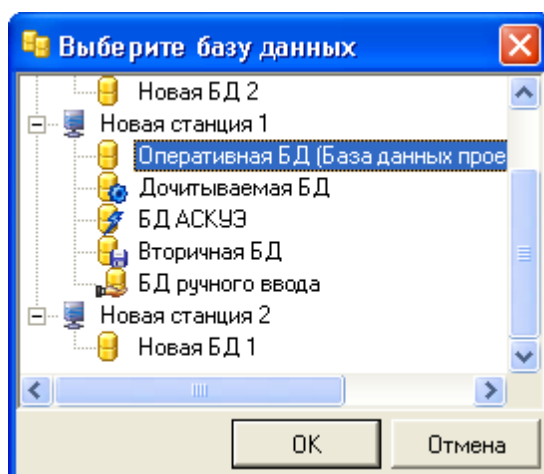 Выберите базу данных
Новая БД 2
Новая станция 1
Оперативная БД (База данных прое
Дочитываемая БД
БД АСКУЭ
Вторичная БД
БД ручного ввода
Новая станция 2
Новая БД 1
OK
Отмена